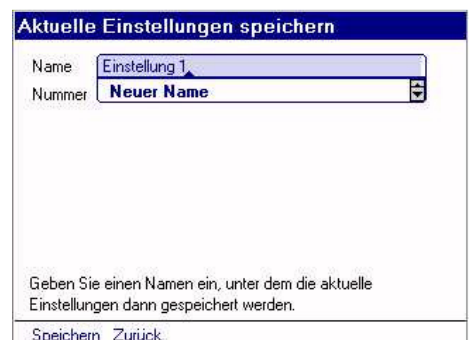 Aktuelle Einstellungen speichern
Name Einstellung 1
Nummer Neuer Name
Geben Sie einen Namen ein, unter dem die aktuelle
Einstellungen dann gespeichert werden.
Speichern Zurück